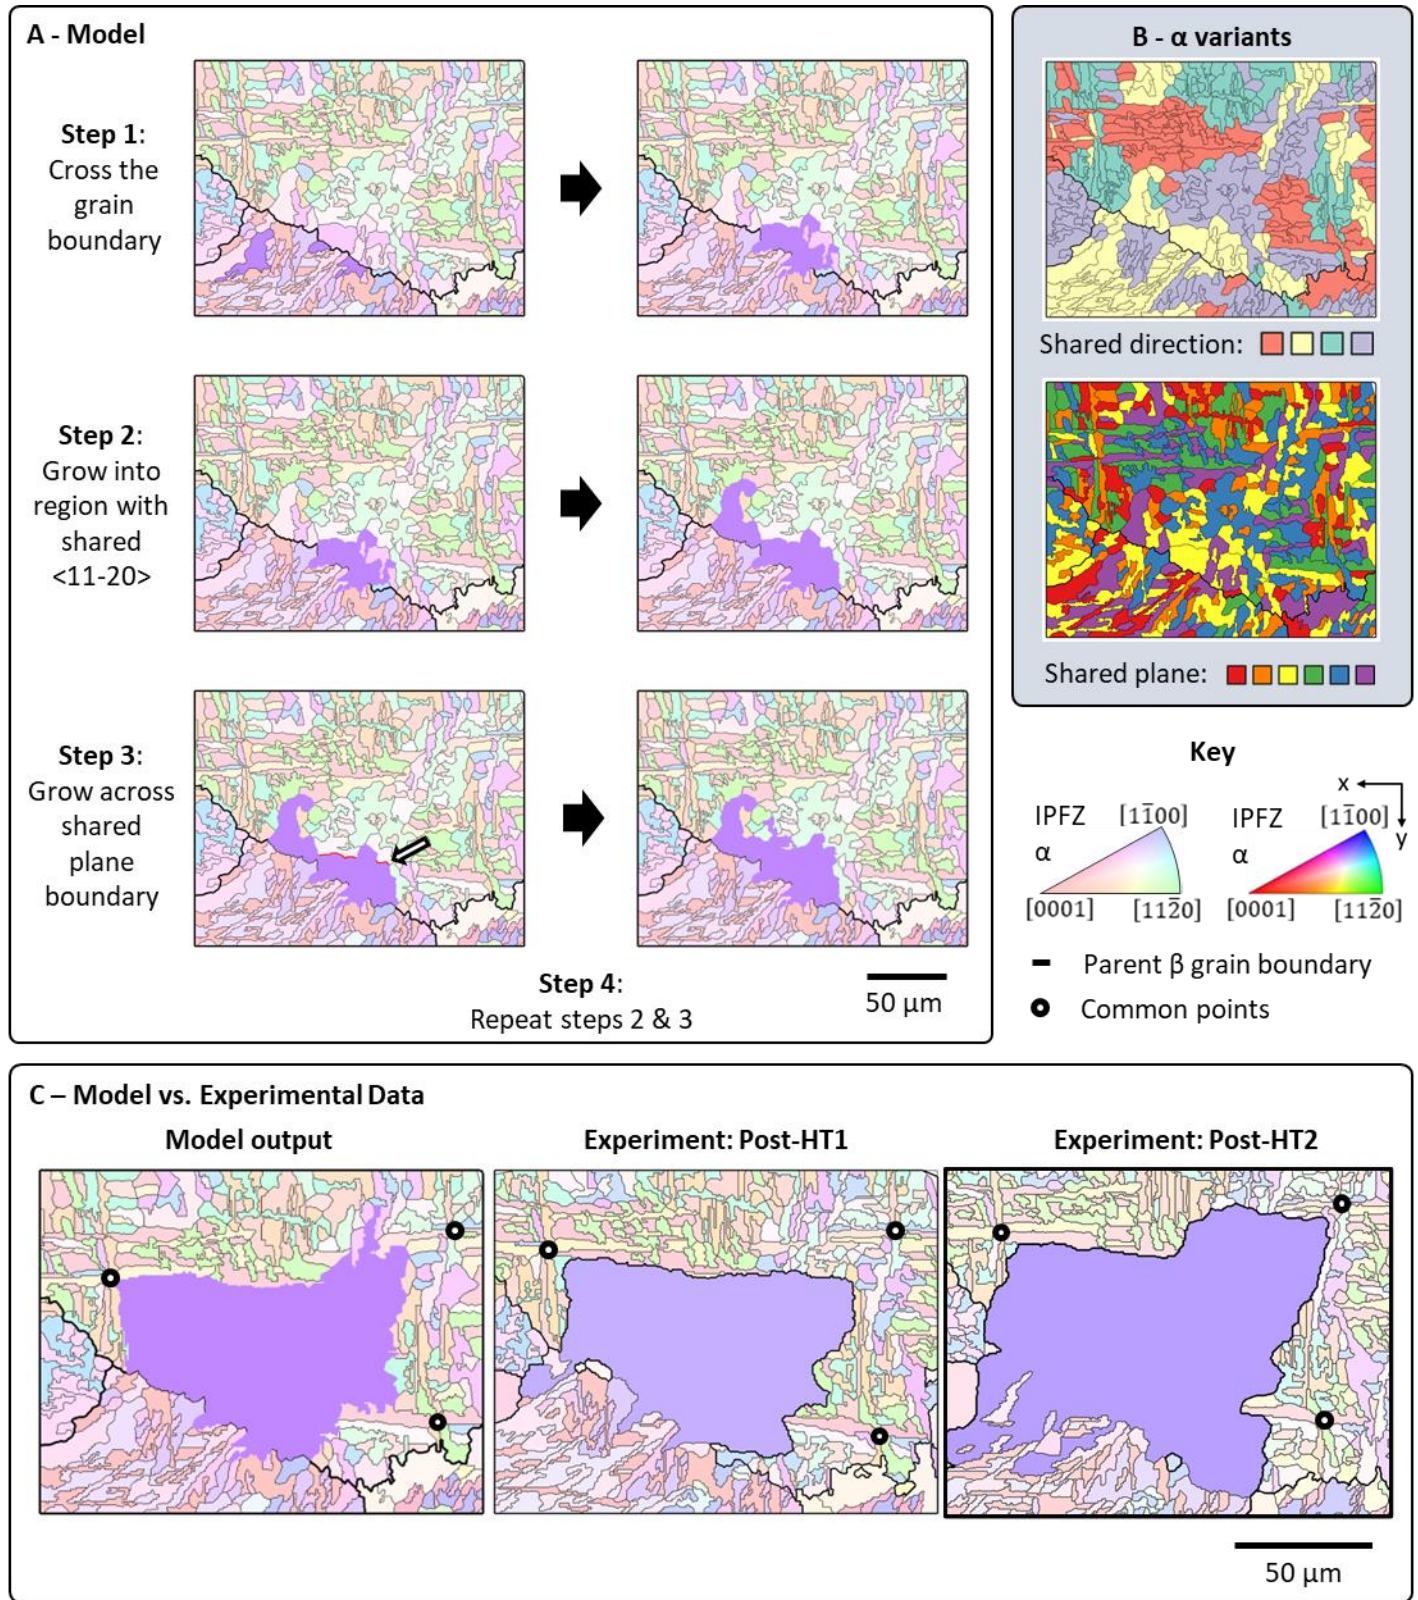 A - Model
Step 1:
Cross the
grain
boundary
Step 2:
Grow into
region with
shared
<11-20>
Step 3:
Grow across
shared
plane
boundary
Step 4:
Repeat steps 2 & 3
50 μm
B - α variants
Shared direction:
Shared plane:
Key
x
y
IPFZ
α
[11̅00]
[0001]
[112̅0]
IPFZ
α
[11̅00]
[0001]
[112̅0]
Parent β grain boundary
Common points
C – Model vs. Experimental Data
Model output
Experiment: Post-HT1
Experiment: Post-HT2
50 μm